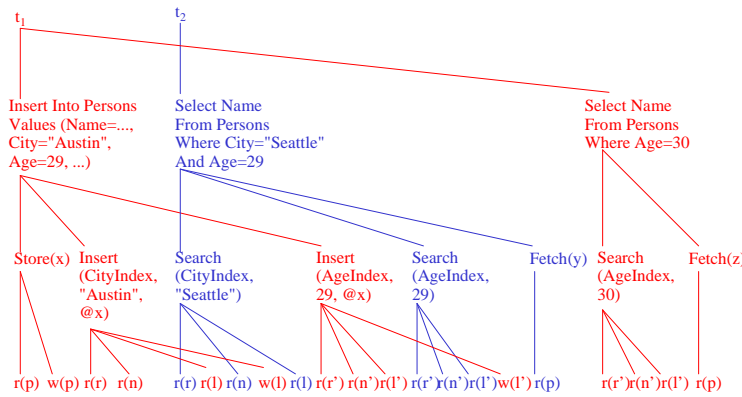 t1
t2
Insert Into Persons
Values (Name=...,
City="Austin",
Age=29, ...)
Select Name
From Persons
Where City="Seattle"
And Age=29
Select Name
From Persons
Where Age=30
Store(x)
Insert
(CityIndex,
"Austin",
@x)
Search
(CityIndex,
"Seattle")
Insert
(AgeIndex,
29, @x)
Search
(AgeIndex,
29)
Fetch(y)
Search
(AgeIndex,
30)
Fetch(z)
r(p) w(p) r(r) r(n) r(r) r(l) r(n) w(l) r(l) r(r') r(n') r(l') r(r') r(n') r(l') w(l') r(p) r(r') r(n') r(l') r(p)